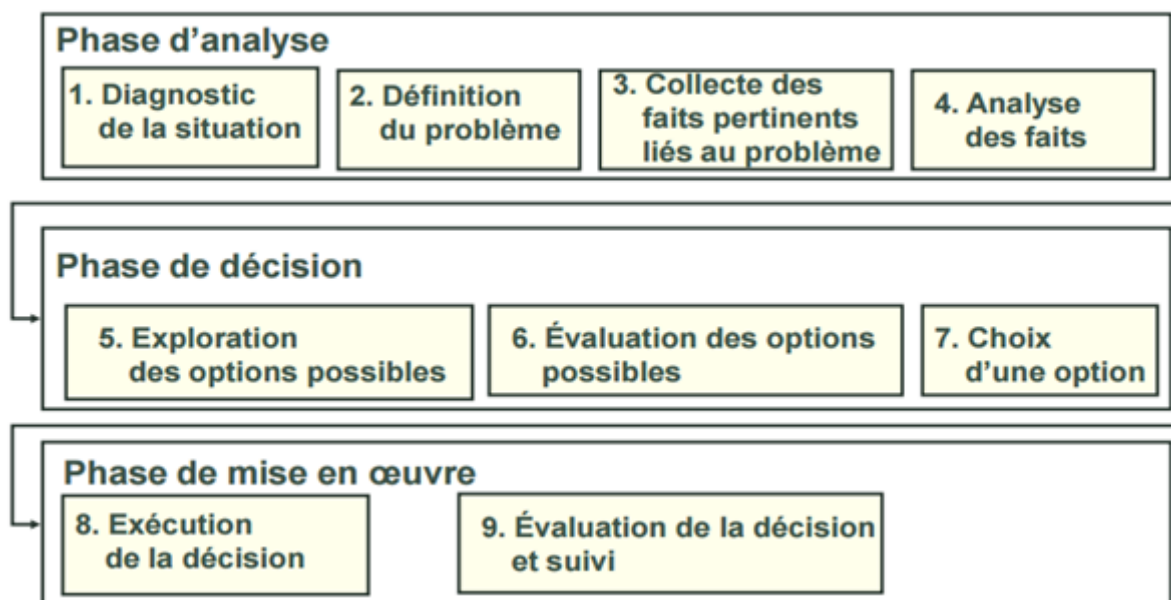 Phase d'analyse
1. Diagnostic
de la situation
2. Définition
du problème
3. Collecte des
faits pertinents
liés au problème
4. Analyse
des faits
Phase de décision
5. Exploration
des options possibles
6. Évaluation des options
possibles
7. Choix
d'une option
Phase de mise en œuvre
8. Exécution
de la décision
9. Évaluation de la décision
et suivi